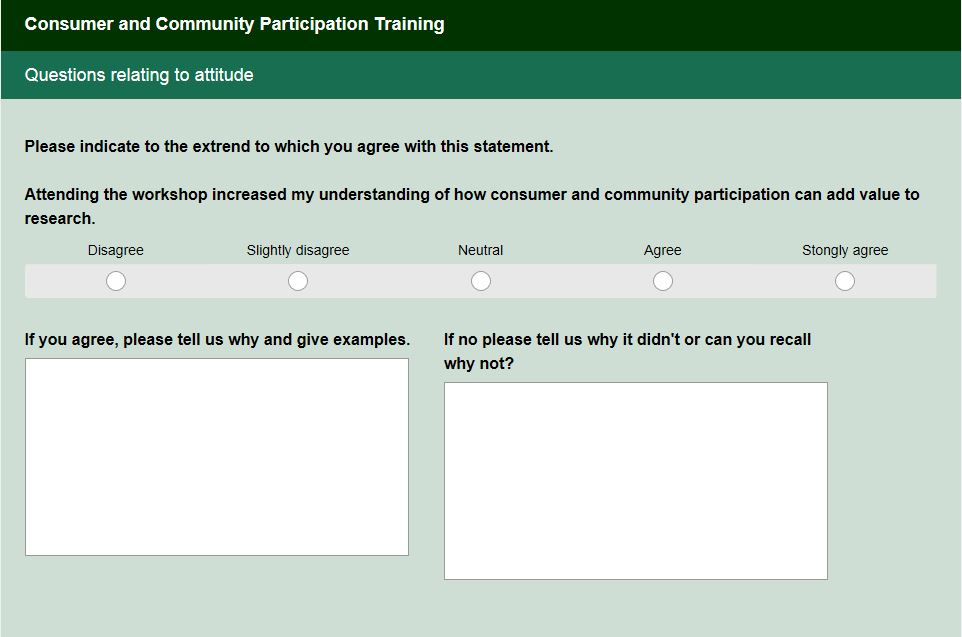 Consumer and Community Participation Training
Questions relating to attitude
Please indicate to the extrend to which you agree with this statement.
Attending the workshop increased my understanding of how consumer and community participation can add value to
research.
Disagree Slightly disagree Neutral Agree Stongly agree
If you agree, please tell us why and give examples.
If no please tell us why it didn't or can you recall
why not?